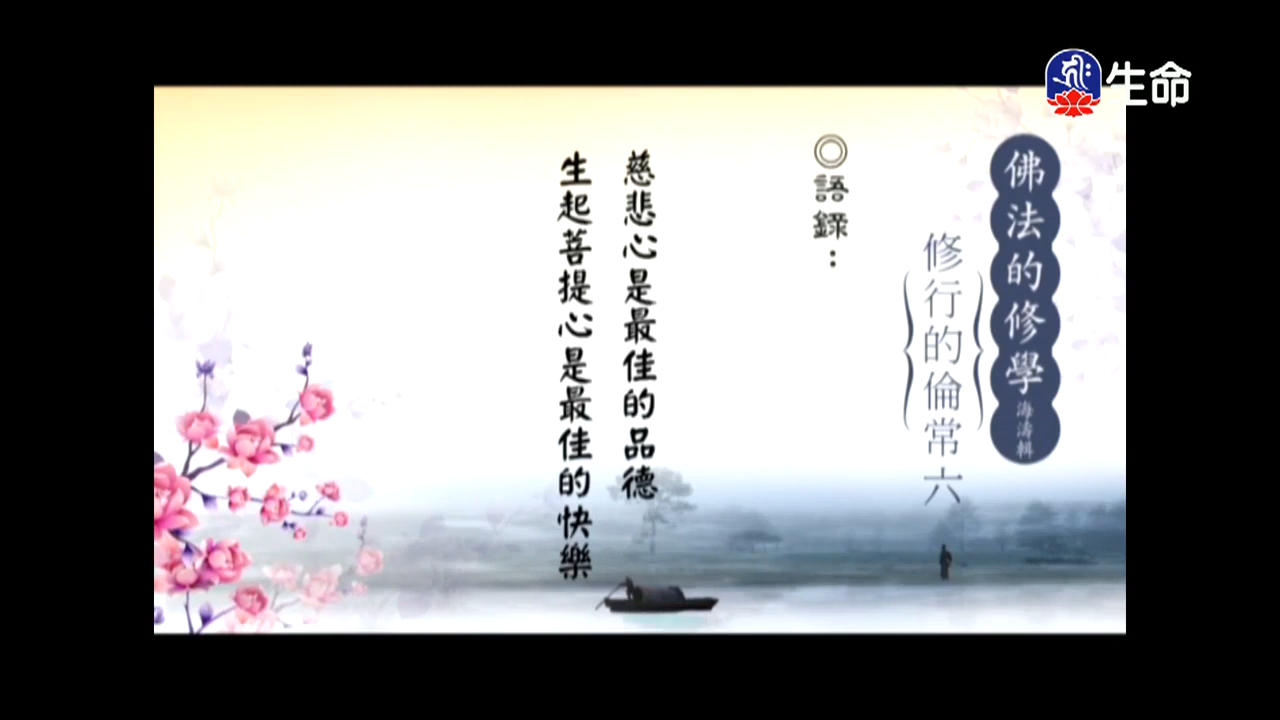 生命
佛法的修學
海濤輯
修行的倫常六
◎語錄：
慈悲心是最佳的品德
生起菩提心是最佳的快樂